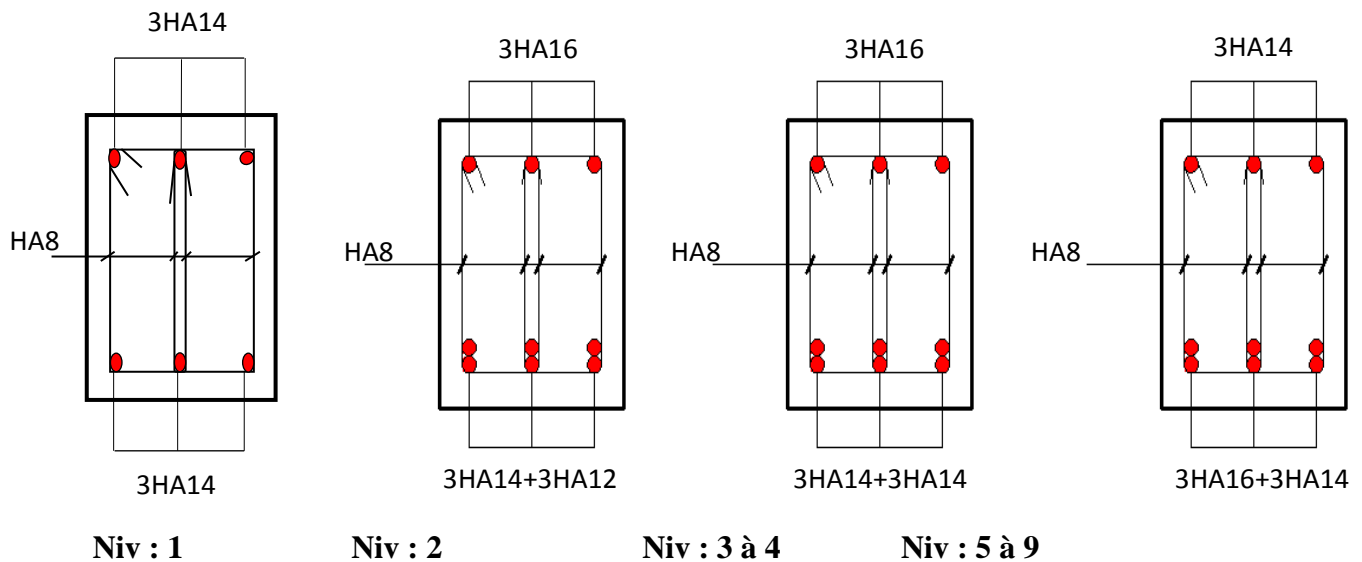 3HA14
3HA16
3HA16
3HA14
HA8
HA8
HA8
HA8
3HA14
3HA14+3HA12
3HA14+3HA14
3HA16+3HA14
Niv : 1
Niv : 2
Niv : 3 à 4
Niv : 5 à 9